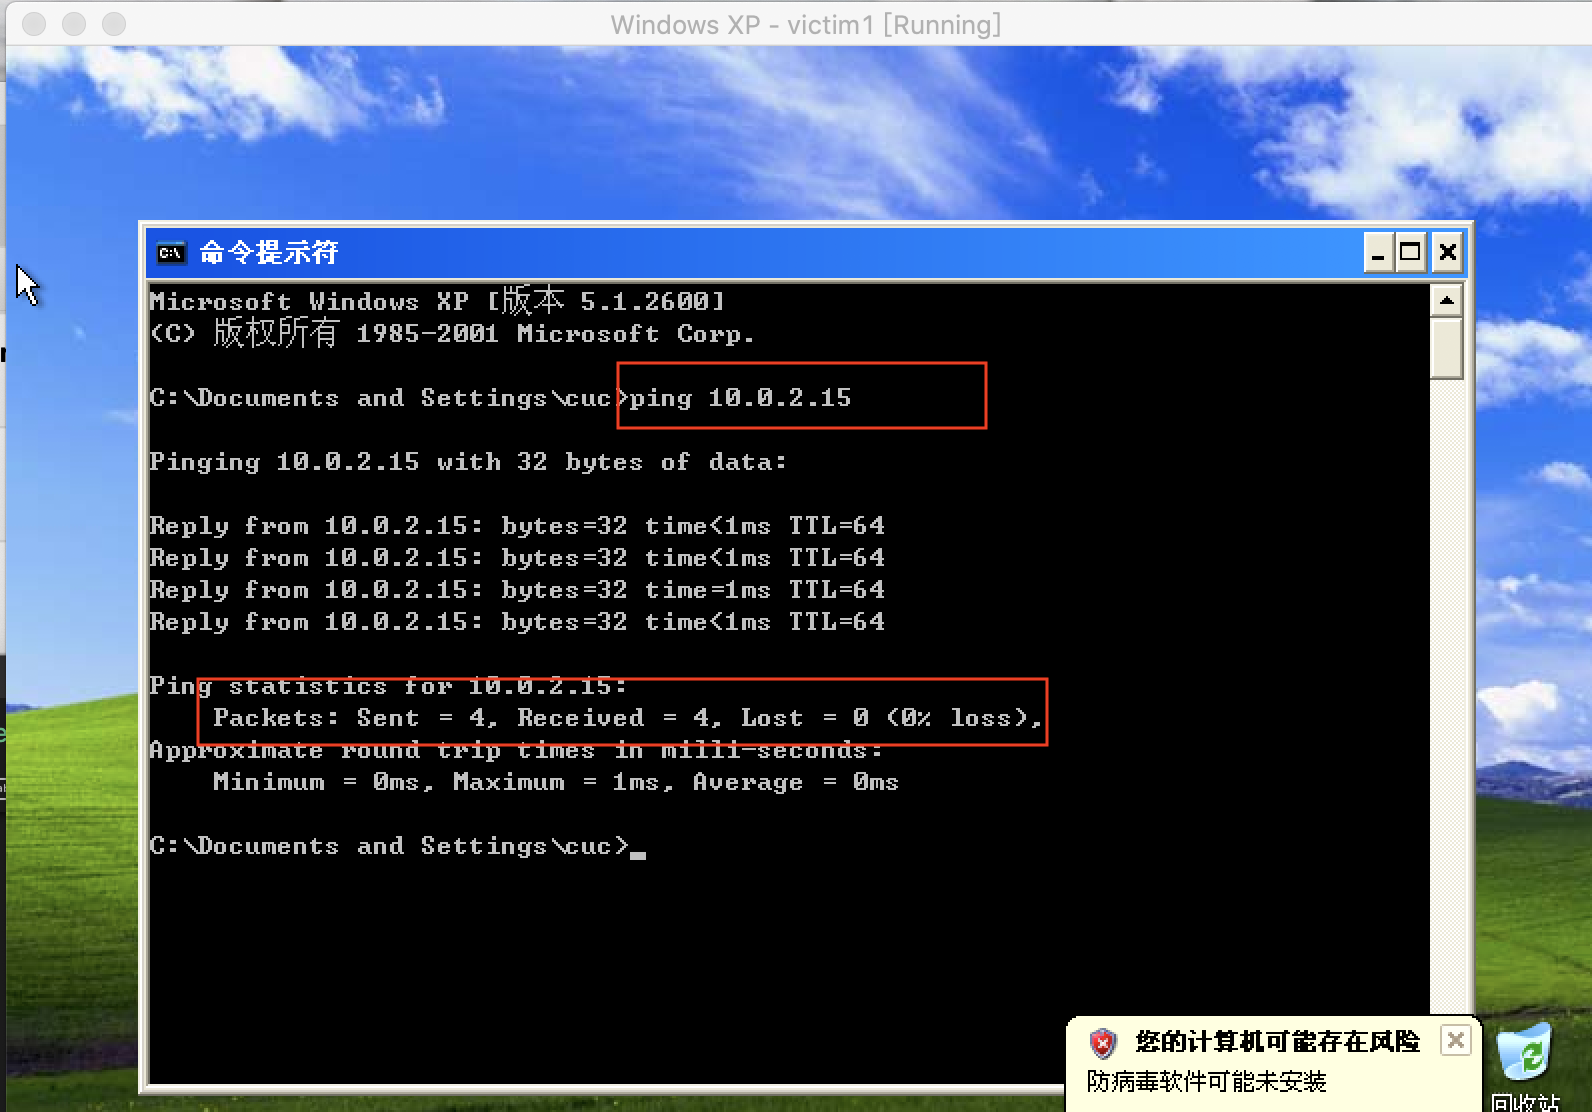 Windows XP - victim1 [Running]
命令提示符
Microsoft Windows XP [版本 5.1.2600]
(C) 版权所有 1985-2001 Microsoft Corp.
C:\Documents and Settings\cuc>ping 10.0.2.15
Pinging 10.0.2.15 with 32 bytes of data:
Reply from 10.0.2.15: bytes=32 time<1ms TTL=64
Reply from 10.0.2.15: bytes=32 time<1ms TTL=64
Reply from 10.0.2.15: bytes=32 time=1ms TTL=64
Reply from 10.0.2.15: bytes=32 time<1ms TTL=64
Ping statistics for 10.0.2.15:
Packets: Sent = 4, Received = 4, Lost = 0 (0% loss),
Approximate round trip times in milli-seconds:
Minimum = 0ms, Maximum = 1ms, Average = 0ms
C:\Documents and Settings\cuc>
您的计算机可能存在风险
防病毒软件可能未安装
回收站